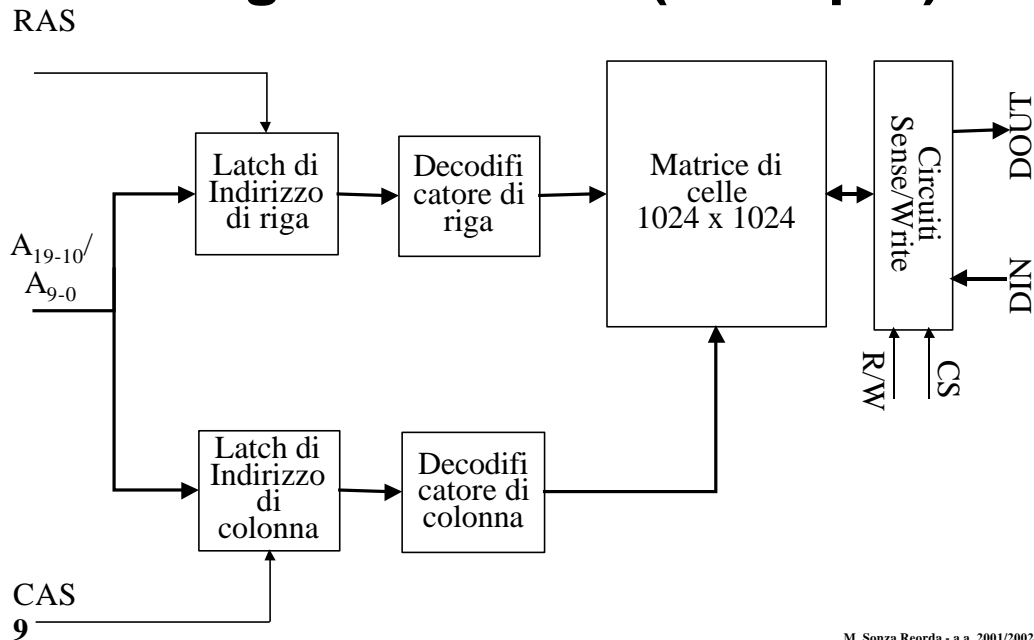 RAS
Latch di
Indirizzo
di riga
Decodifi
catore di
riga
Matrice di
celle
1024 x 1024
Circuiti
Sense/Write
DOUT
DIN
A19-10/
A9-0
R/W
CS
Latch di
Indirizzo
di
colonna
Decodifi
catore di
colonna
CAS
9
M. Sonza Reorda - a.a. 2001/2002